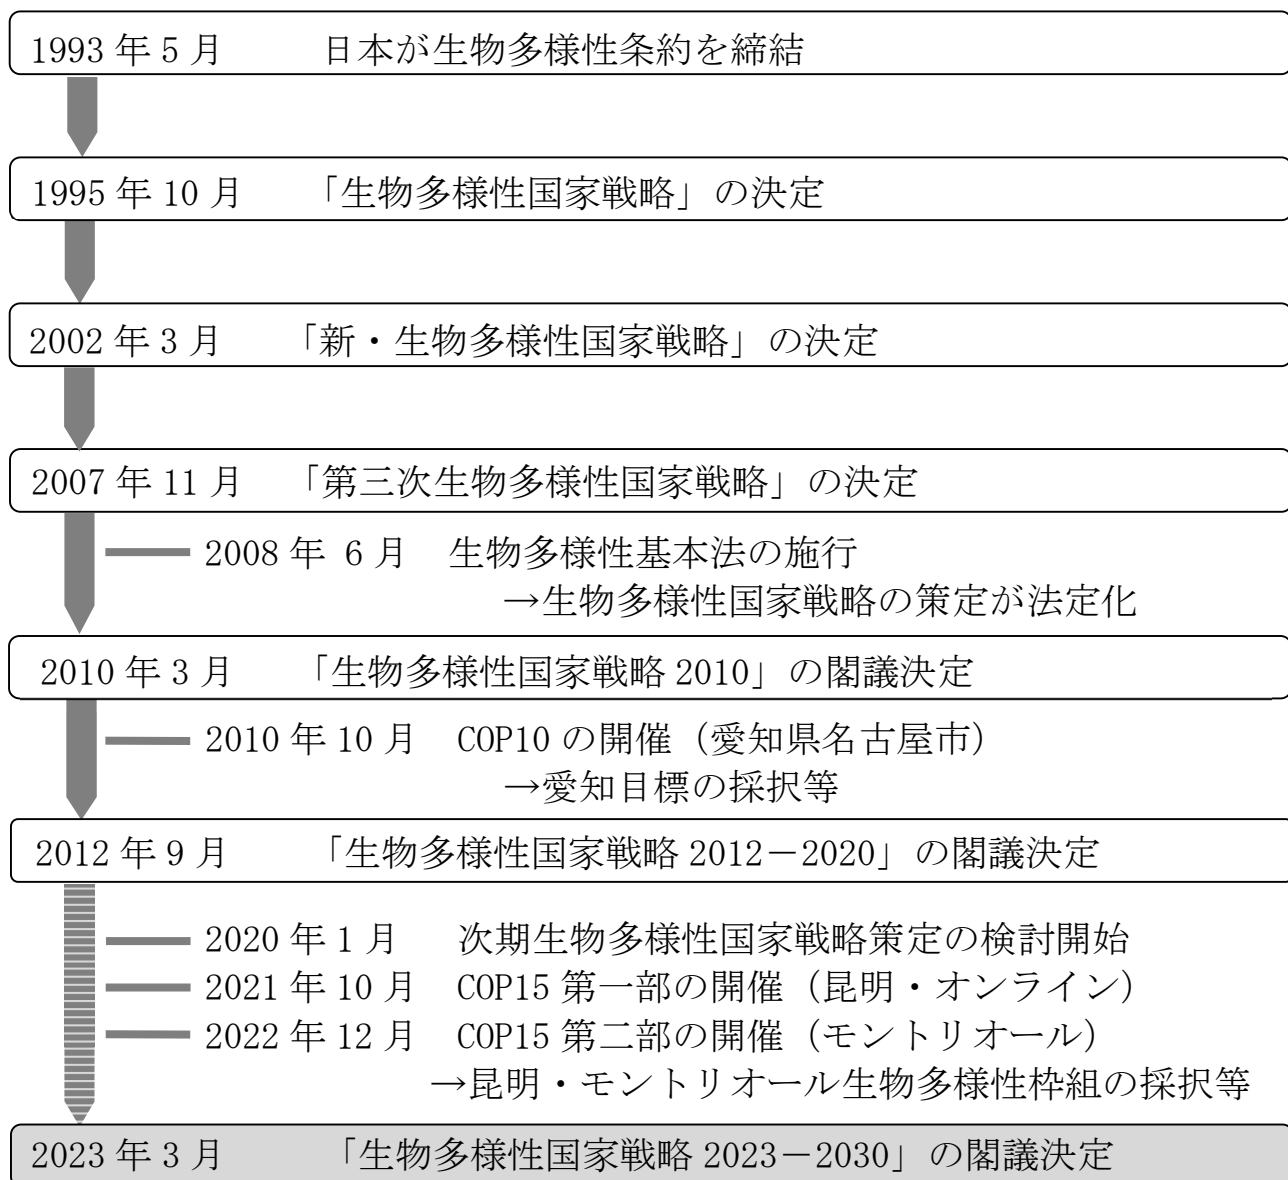 1993 年 5 月 日本が生物多様性条約を締結
1995 年 10 月 「生物多様性国家戦略」の決定
2002 年 3 月 「新・生物多様性国家戦略」の決定
2007 年 11 月 「第三次生物多様性国家戦略」の決定
2008 年 6 月 生物多様性基本法の施行
→生物多様性国家戦略の策定が法定化
2010 年 3 月 「生物多様性国家戦略 2010」の閣議決定
2010 年 10 月 COP10 の開催（愛知県名古屋市）
→愛知目標の採択等
2012 年 9 月 「生物多様性国家戦略 2012－2020」の閣議決定
2020 年 1 月 次期生物多様性国家戦略策定の検討開始
2021 年 10 月 COP15 第一部の開催（昆明・オンライン）
2022 年 12 月 COP15 第二部の開催（モントリオール）
→昆明・モントリオール生物多様性枠組の採択等
2023 年 3 月 「生物多様性国家戦略 2023－2030」の閣議決定